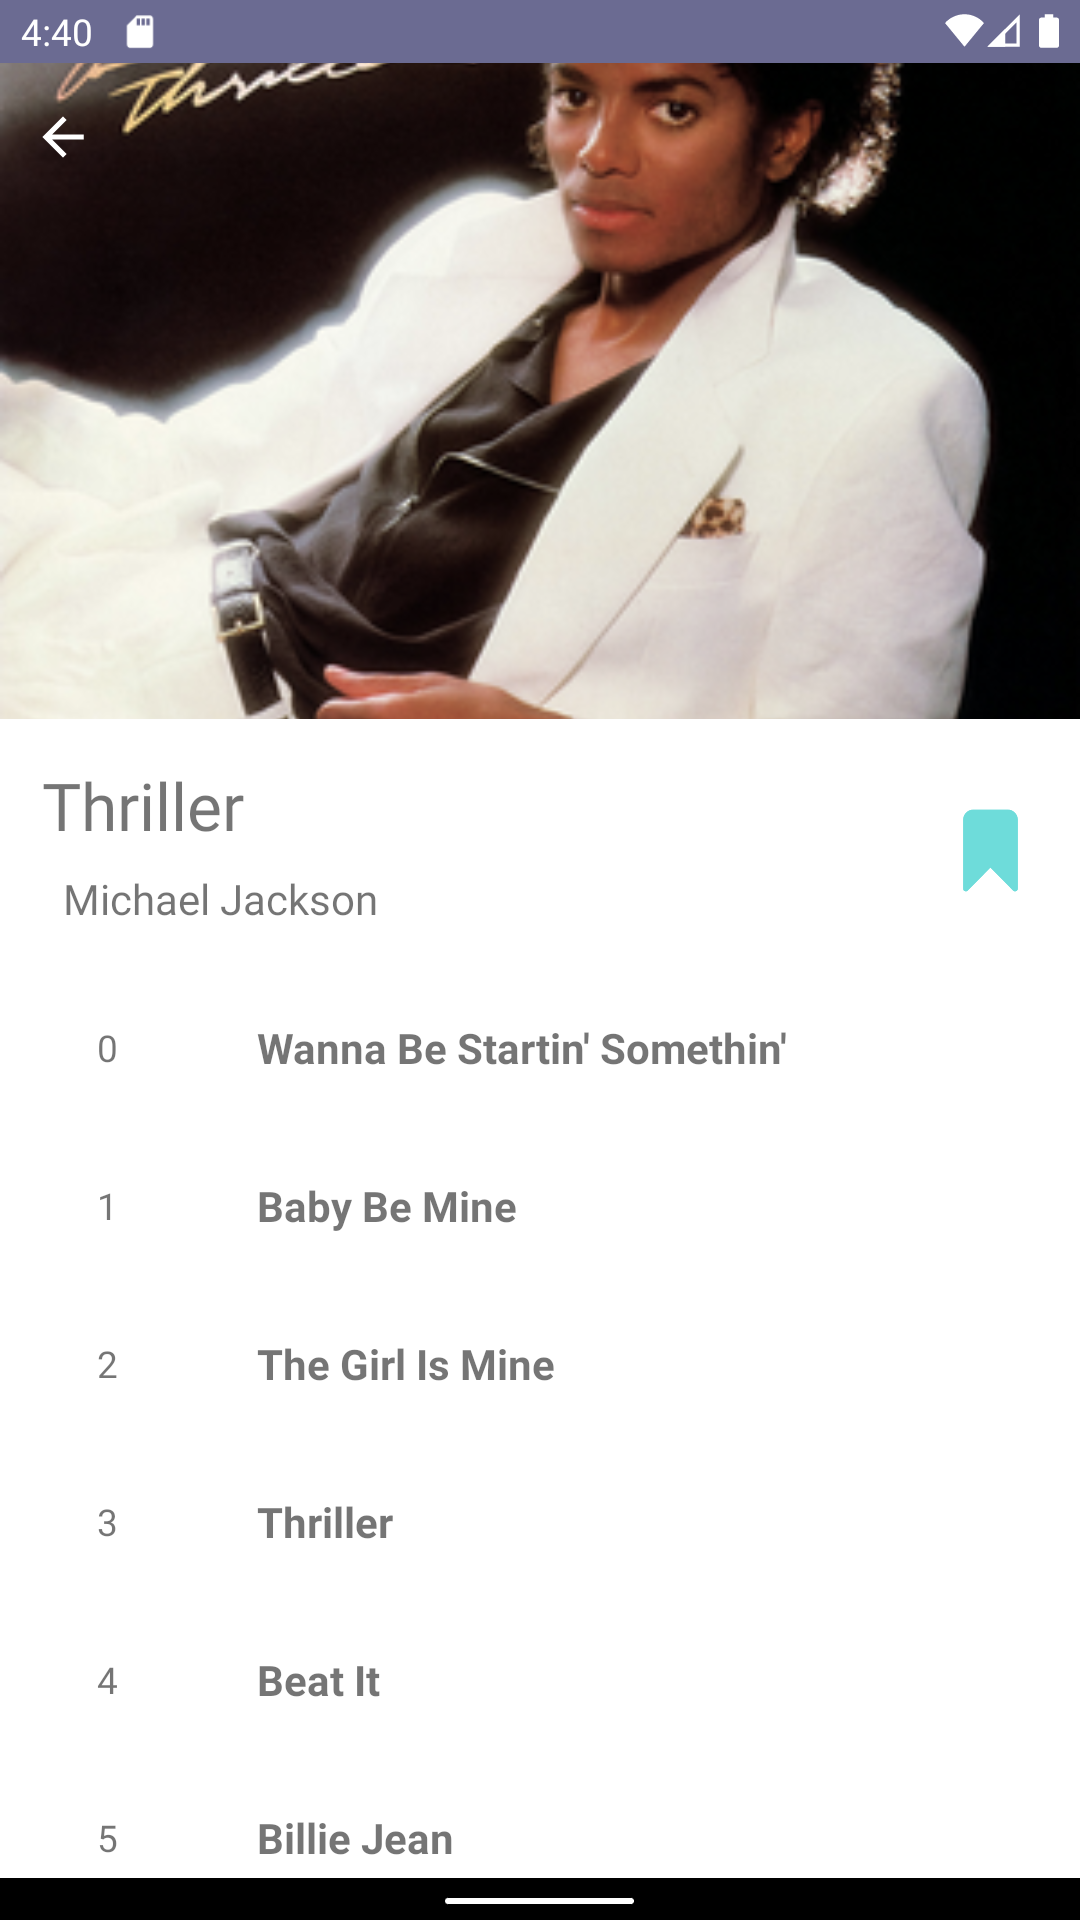 4:40
Thriller
Thriller
Michael Jackson
0 Wanna Be Startin' Somethin'
1 Baby Be Mine
2 The Girl Is Mine
3 Thriller
4 Beat It
5 Billie Jean